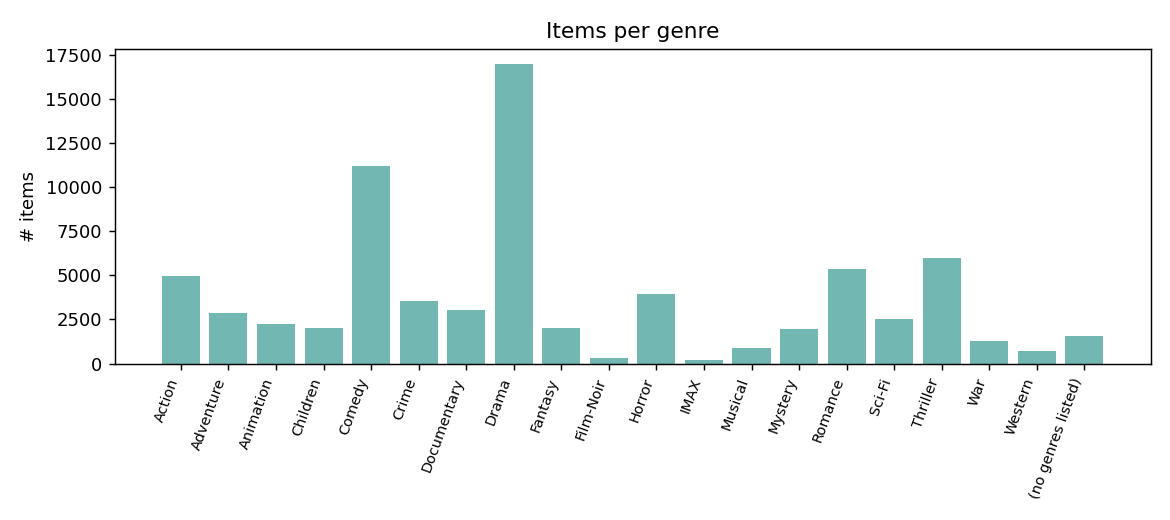 Items per genre
# items
17500
15000
12500
10000
7500
5000
2500
0
Action
Adventure
Animation
Children
Comedy
Crime
Documentary
Drama
Fantasy
Film-Noir
Horror
IMAX
Musical
Mystery
Romance
Sci-Fi
Thriller
War
Western
(no genres listed)